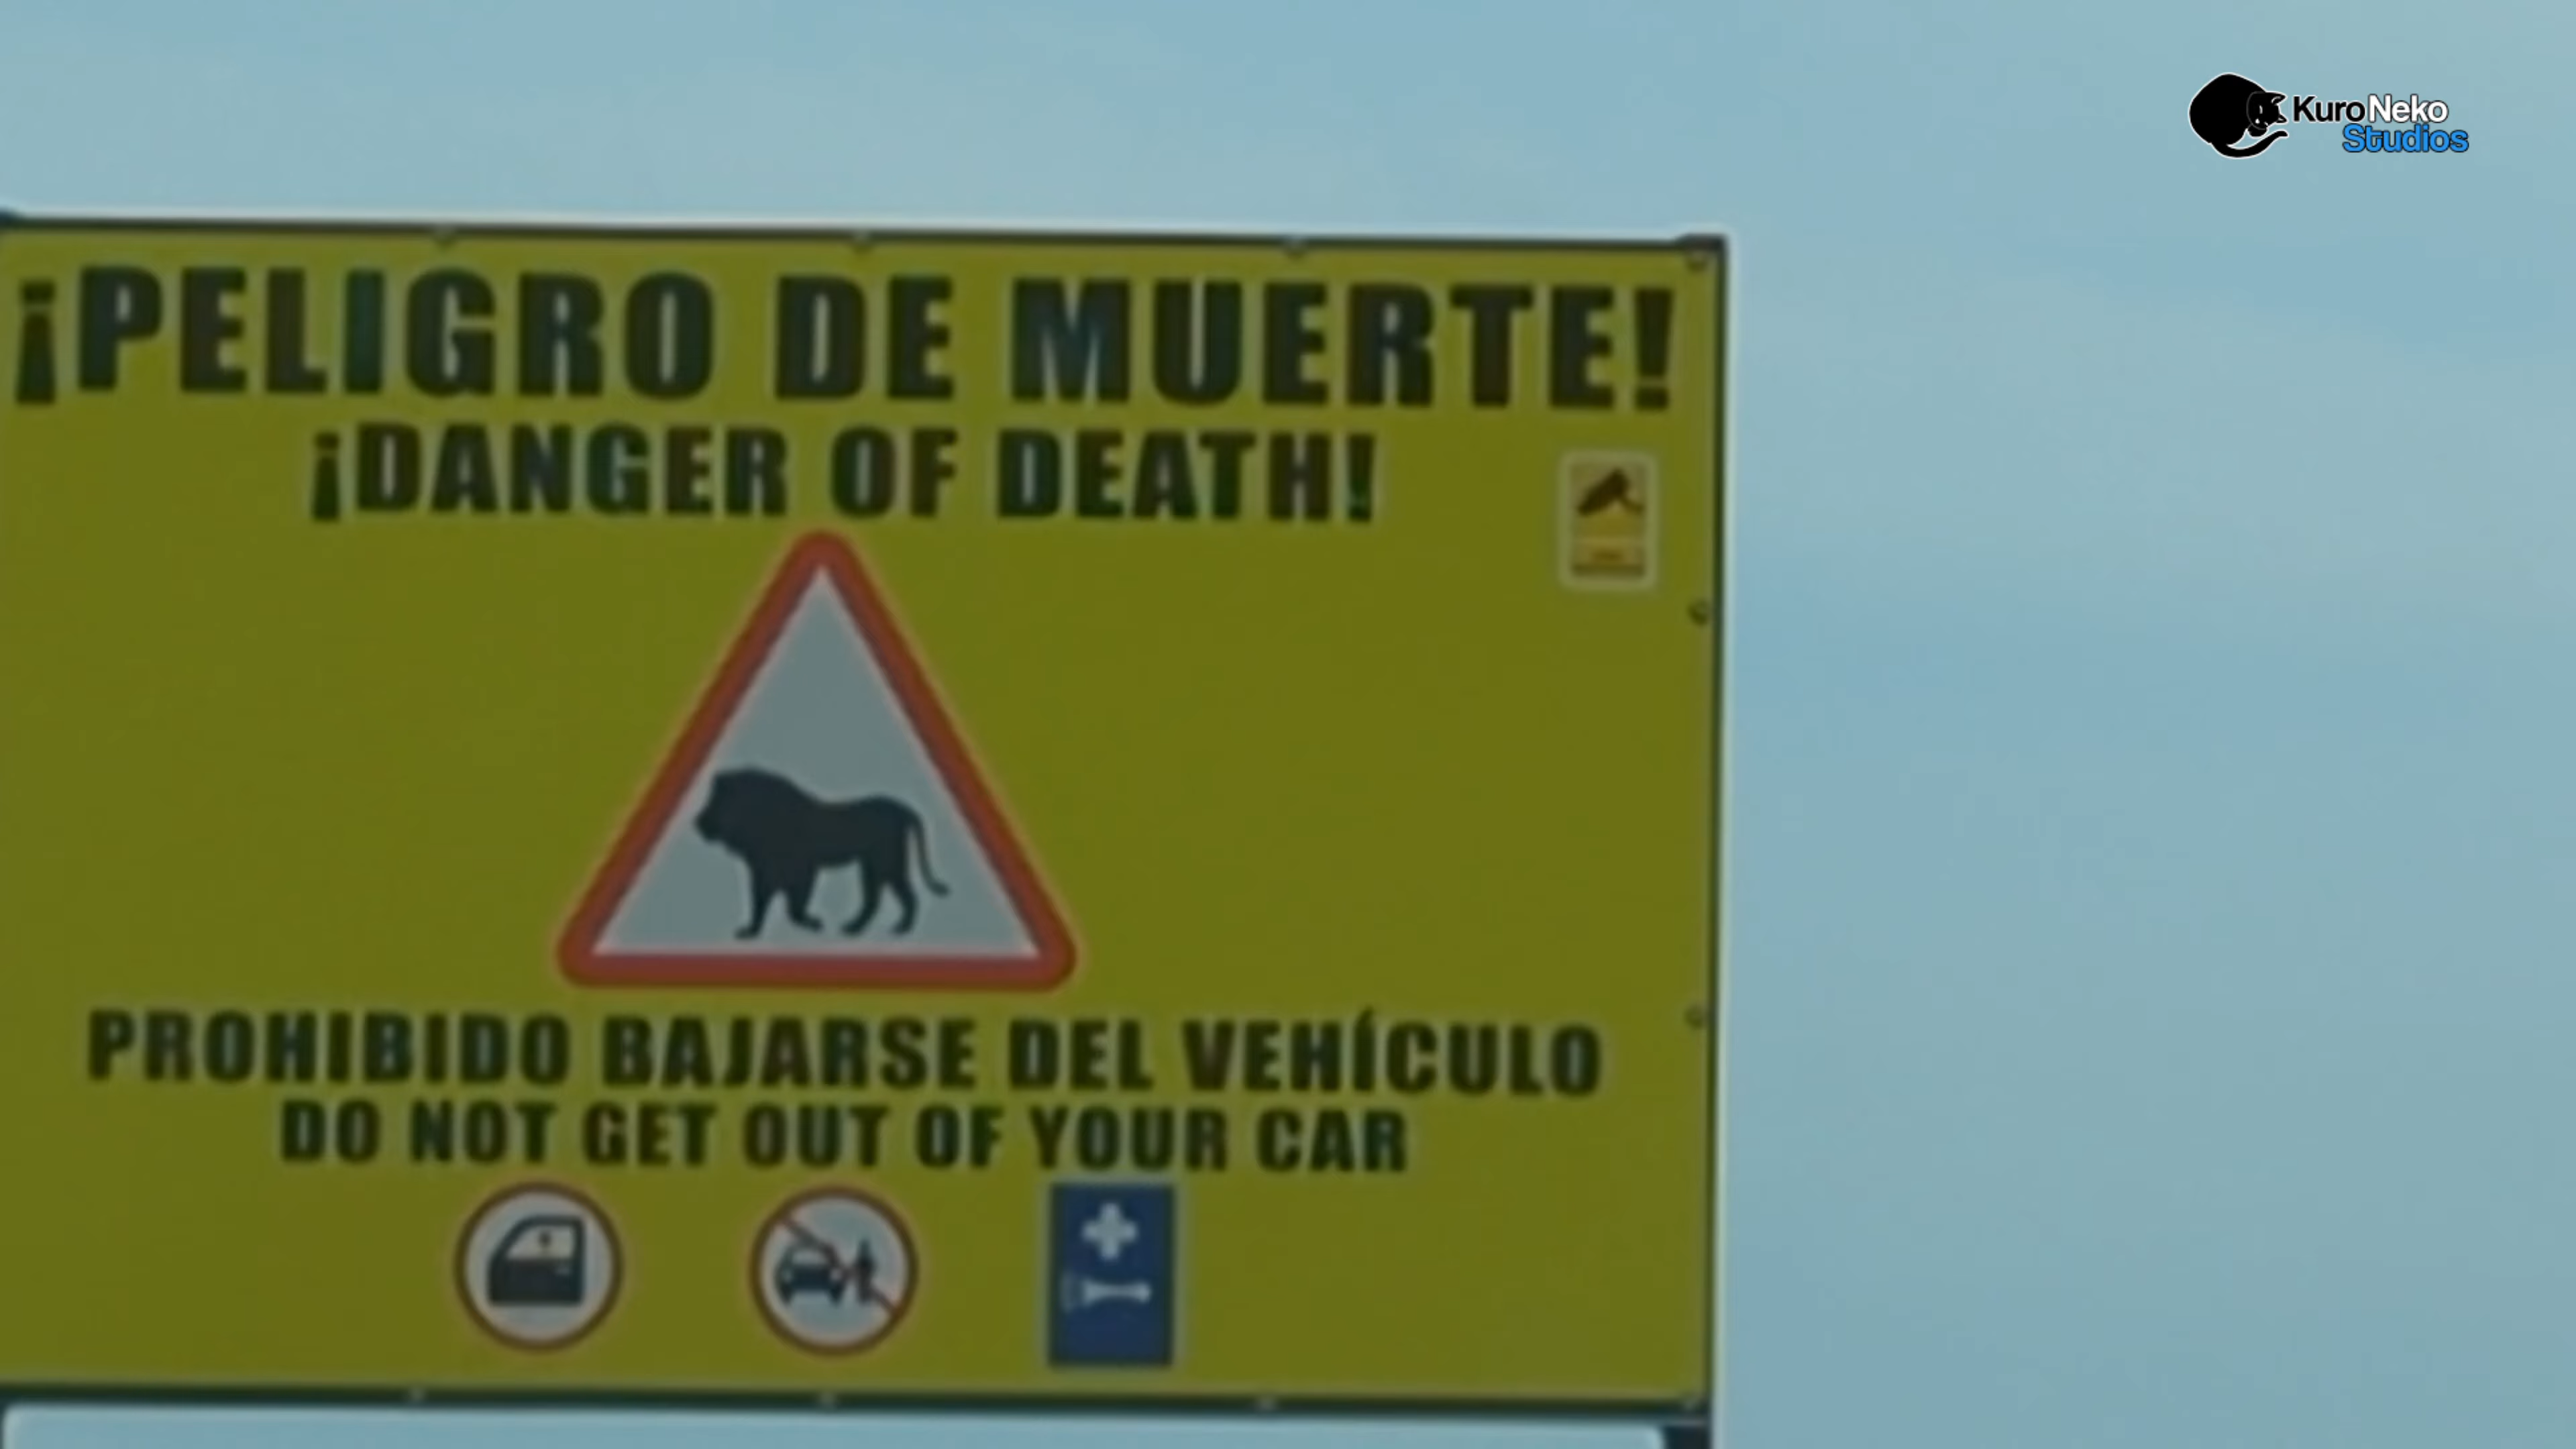 KuroNeko
Studios
¡PELIGRO DE MUERTE!
¡DANGER OF DEATH!
PROHIBIDO BAJARSE DEL VEHÍCULO
DO NOT GET OUT OF YOUR CAR